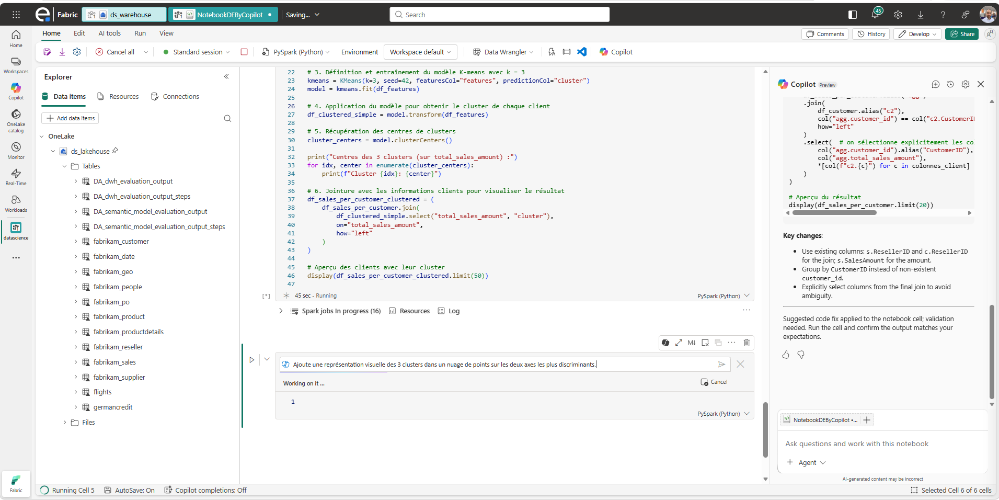 Fabric
ds_warehouse
NotebookDEByCopilot
Saving...
Search
45
Home
Edit
AI tools
Run
View
Comments
History
Develop
Share
Cancel all
Standard session
PySpark (Python)
Environment
Workspace default
Data Wrangler
Copilot
Home
Workspaces
Copilot
OneLake
catalog
Monitor
Real-Time
Workloads
datascience
Fabric
Explorer
Data items
Resources
Connections
Add data items
OneLake
ds_lakehouse
Tables
DA_dwh_evaluation_output
DA_dwh_evaluation_output_steps
DA_semantic_model_evaluation_output
DA_semantic_model_evaluation_output_steps
fabrikam_customer
fabrikam_date
fabrikam_geo
fabrikam_people
fabrikam_po
fabrikam_product
fabrikam_productdetails
fabrikam_reseller
fabrikam_sales
fabrikam_supplier
flights
germancredit
Files
22 # 3. Définition et entraînement du modèle K-means avec k = 3
23 kmeans = KMeans(k=3, seed=42, featuresCol="features", predictionCol="cluster")
24 model = kmeans.fit(df_features)
25
26 # 4. Application du modèle pour obtenir le cluster de chaque client
27 df_clustered_simple = model.transform(df_features)
28
29 # 5. Récupération des centres de clusters
30 cluster_centers = model.clusterCenters()
31
32 print("Centres des 3 clusters (sur total_sales_amount) :")
33 for idx, center in enumerate(cluster_centers):
34 print(f"Cluster {idx}: {center}")
35
36 # 6. Jointure avec les informations clients pour visualiser le résultat
37 df_sales_per_customer_clustered = (
38 df_sales_per_customer.join(
39 df_clustered_simple.select("total_sales_amount", "cluster"),
40 on="total_sales_amount",
41 how="left"
42 )
43 )
44
45 # Aperçu des clients avec leur cluster
46 display(df_sales_per_customer_clustered.limit(50))
47
[*]
45 sec - Running
PySpark (Python)
Spark jobs In progress (16)
Resources
Log
M↓
Ajoute une représentation visuelle des 3 clusters dans un nuage de points sur les deux axes les plus discriminants.
Working on it ...
Cancel
1
PySpark (Python)
Copilot Preview
.join(
df_customer.alias("c2"),
col("agg.customer_id") == col("c2.CustomerI
how="left"
)
.select( # on sélectionne explicitement les co
col("agg.customer_id").alias("CustomerID"),
col("agg.total_sales_amount"),
*[col(f"c2.{c}") for c in colonnes_client]
)
)
# Aperçu du résultat
display(df_sales_per_customer.limit(20))
Key changes:
• Use existing columns: s.ResellerID and c.ResellerID
for the join; s.SalesAmount for the amount.
• Group by CustomerID instead of non-existent
customer_id.
• Explicitly select columns from the final join to avoid
ambiguity.
Suggested code fix applied to the notebook cell; validation
needed. Run the cell and confirm the output matches your
expectations.
NotebookDEByCopilot •...
Ask questions and work with this notebook
Agent
AI-generated content may be incorrect
Running Cell 5
AutoSave: On
Copilot completions: Off
Selected Cell 6 of 6 cells